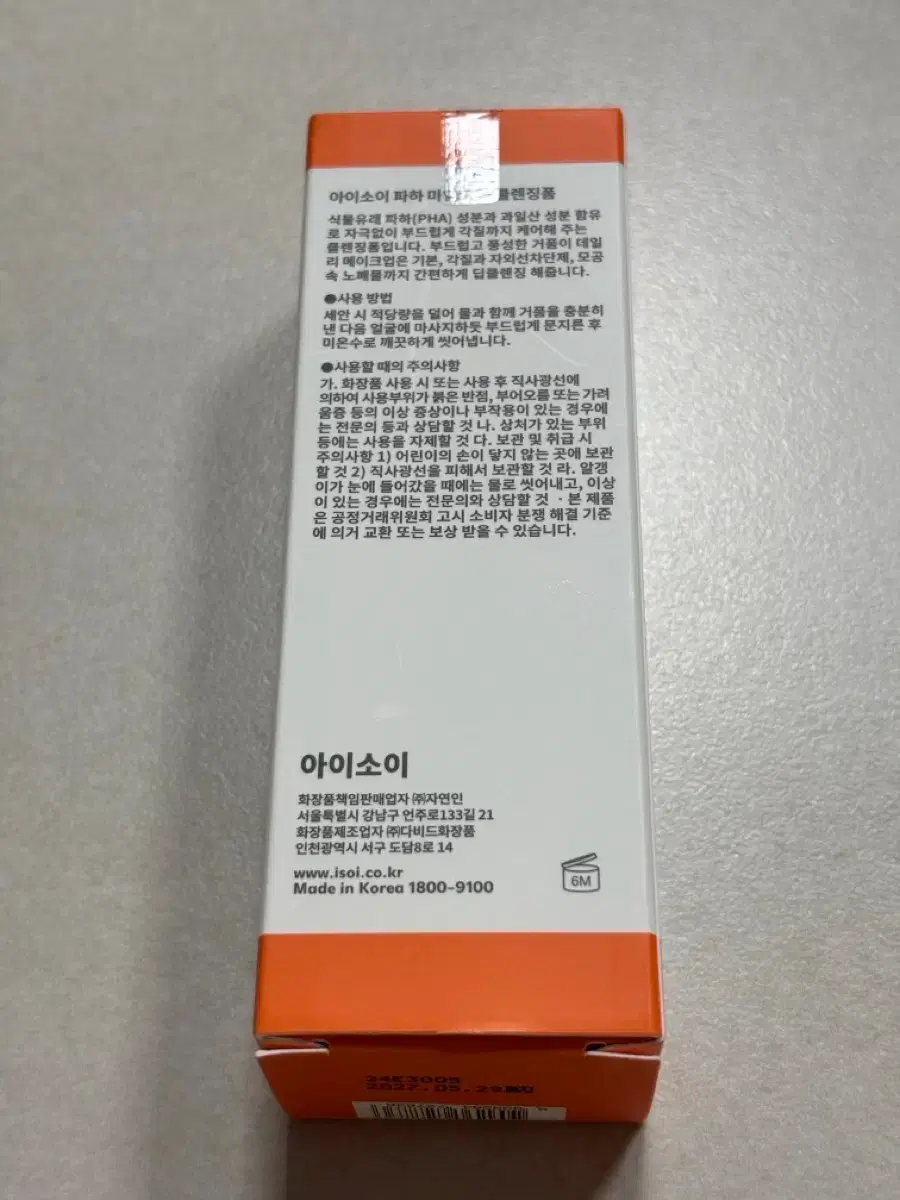 아이소이 파하 클렌징폼
식물유래 파하(PHA) 성분과 과일산 성분 함유
로 자극없이 부드럽게 각질까지 케어해 주는
클렌징폼입니다. 부드럽고 풍성한 거품이 데일
리 메이크업은 기본, 각질과 자외선차단제, 모공
속 노폐물까지 간편하게 딥클렌징 해줍니다.
●사용 방법
세안 시 적당량을 덜어 물과 함께 거품을 충분히
낸 다음 얼굴에 마사지하듯 부드럽게 문지른 후
미온수로 깨끗하게 씻어냅니다.
●사용할 때의 주의사항
가. 화장품 사용 시 또는 사용 후 직사광선에
의하여 사용부위가 붉은 반점, 부어오름 또는 가려
움증 등의 이상 증상이나 부작용이 있는 경우에
는 전문의 등과 상담할 것 나. 상처가 있는 부위
등에는 사용을 자제할 것 다. 보관 및 취급 시
주의사항 1) 어린이의 손이 닿지 않는 곳에 보관
할 것 2) 직사광선을 피해서 보관할 것 라. 알갱
이가 눈에 들어갔을 때에는 물로 씻어내고, 이상
이 있는 경우에는 전문의와 상담할 것 · 본 제품
은 공정거래위원회 고시 소비자 분쟁 해결 기준
에 의거 교환 또는 보상 받을 수 있습니다.
아이소이
화장품책임판매업자 ㈜자연인
서울특별시 강남구 언주로133길 21
화장품제조업자 ㈜다비드화장품
인천광역시 서구 도담8로 14
www.isoi.co.kr
Made in Korea 1800-9100
6M
24E3005
2027.05.29까지